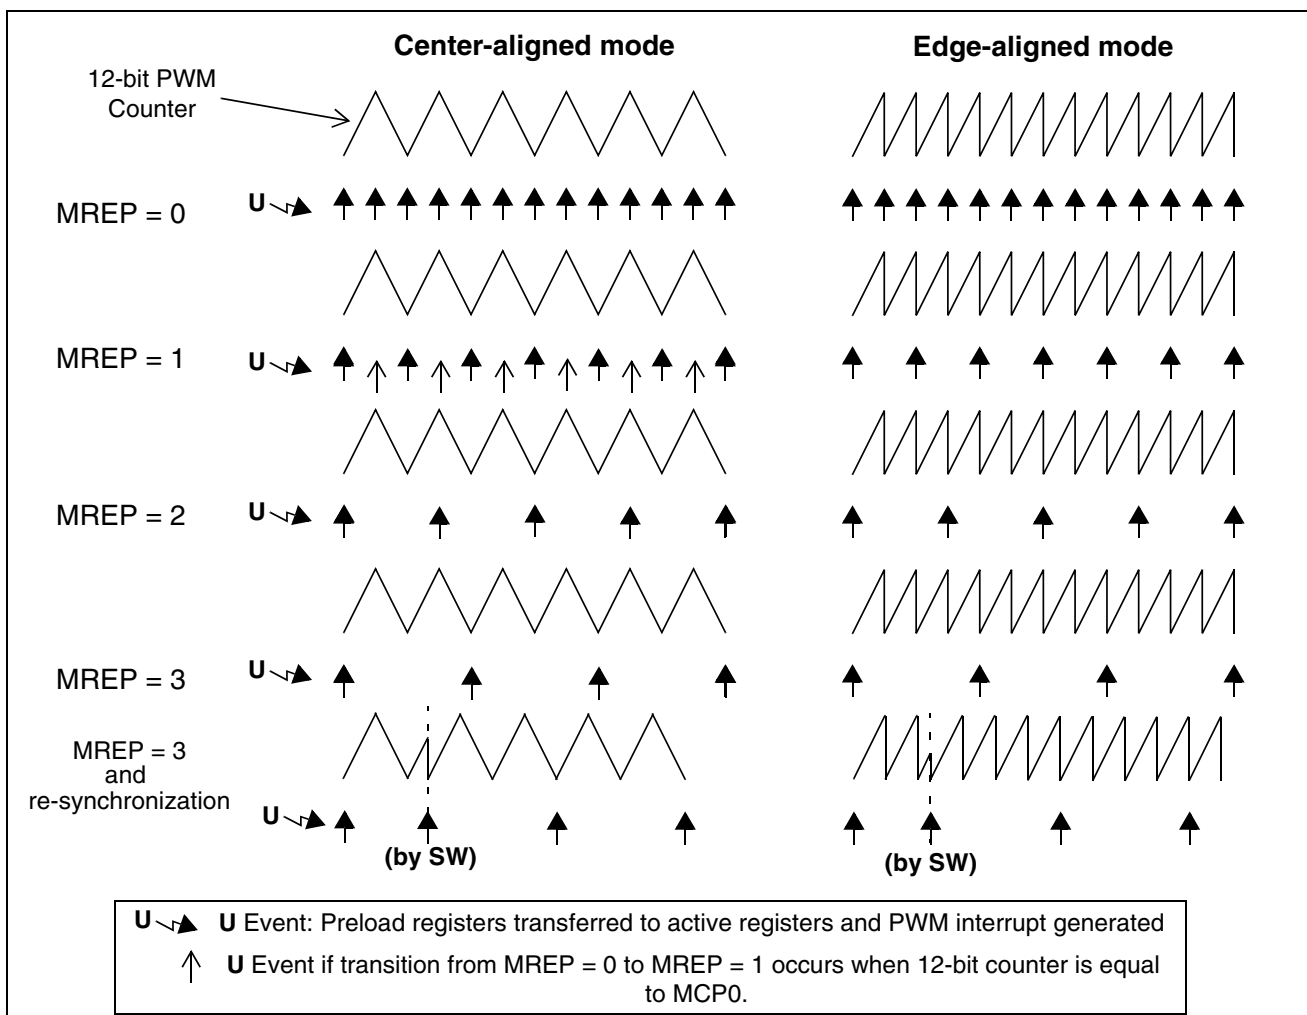 Center-aligned mode
Edge-aligned mode
12-bit PWM
Counter
MREP = 0
U
MREP = 1
U
MREP = 2
U
MREP = 3
U
MREP = 3
and
re-synchronization
U
(by SW)
(by SW)
U
U Event: Preload registers transferred to active registers and PWM interrupt generated
U Event if transition from MREP = 0 to MREP = 1 occurs when 12-bit counter is equal
to MCP0.